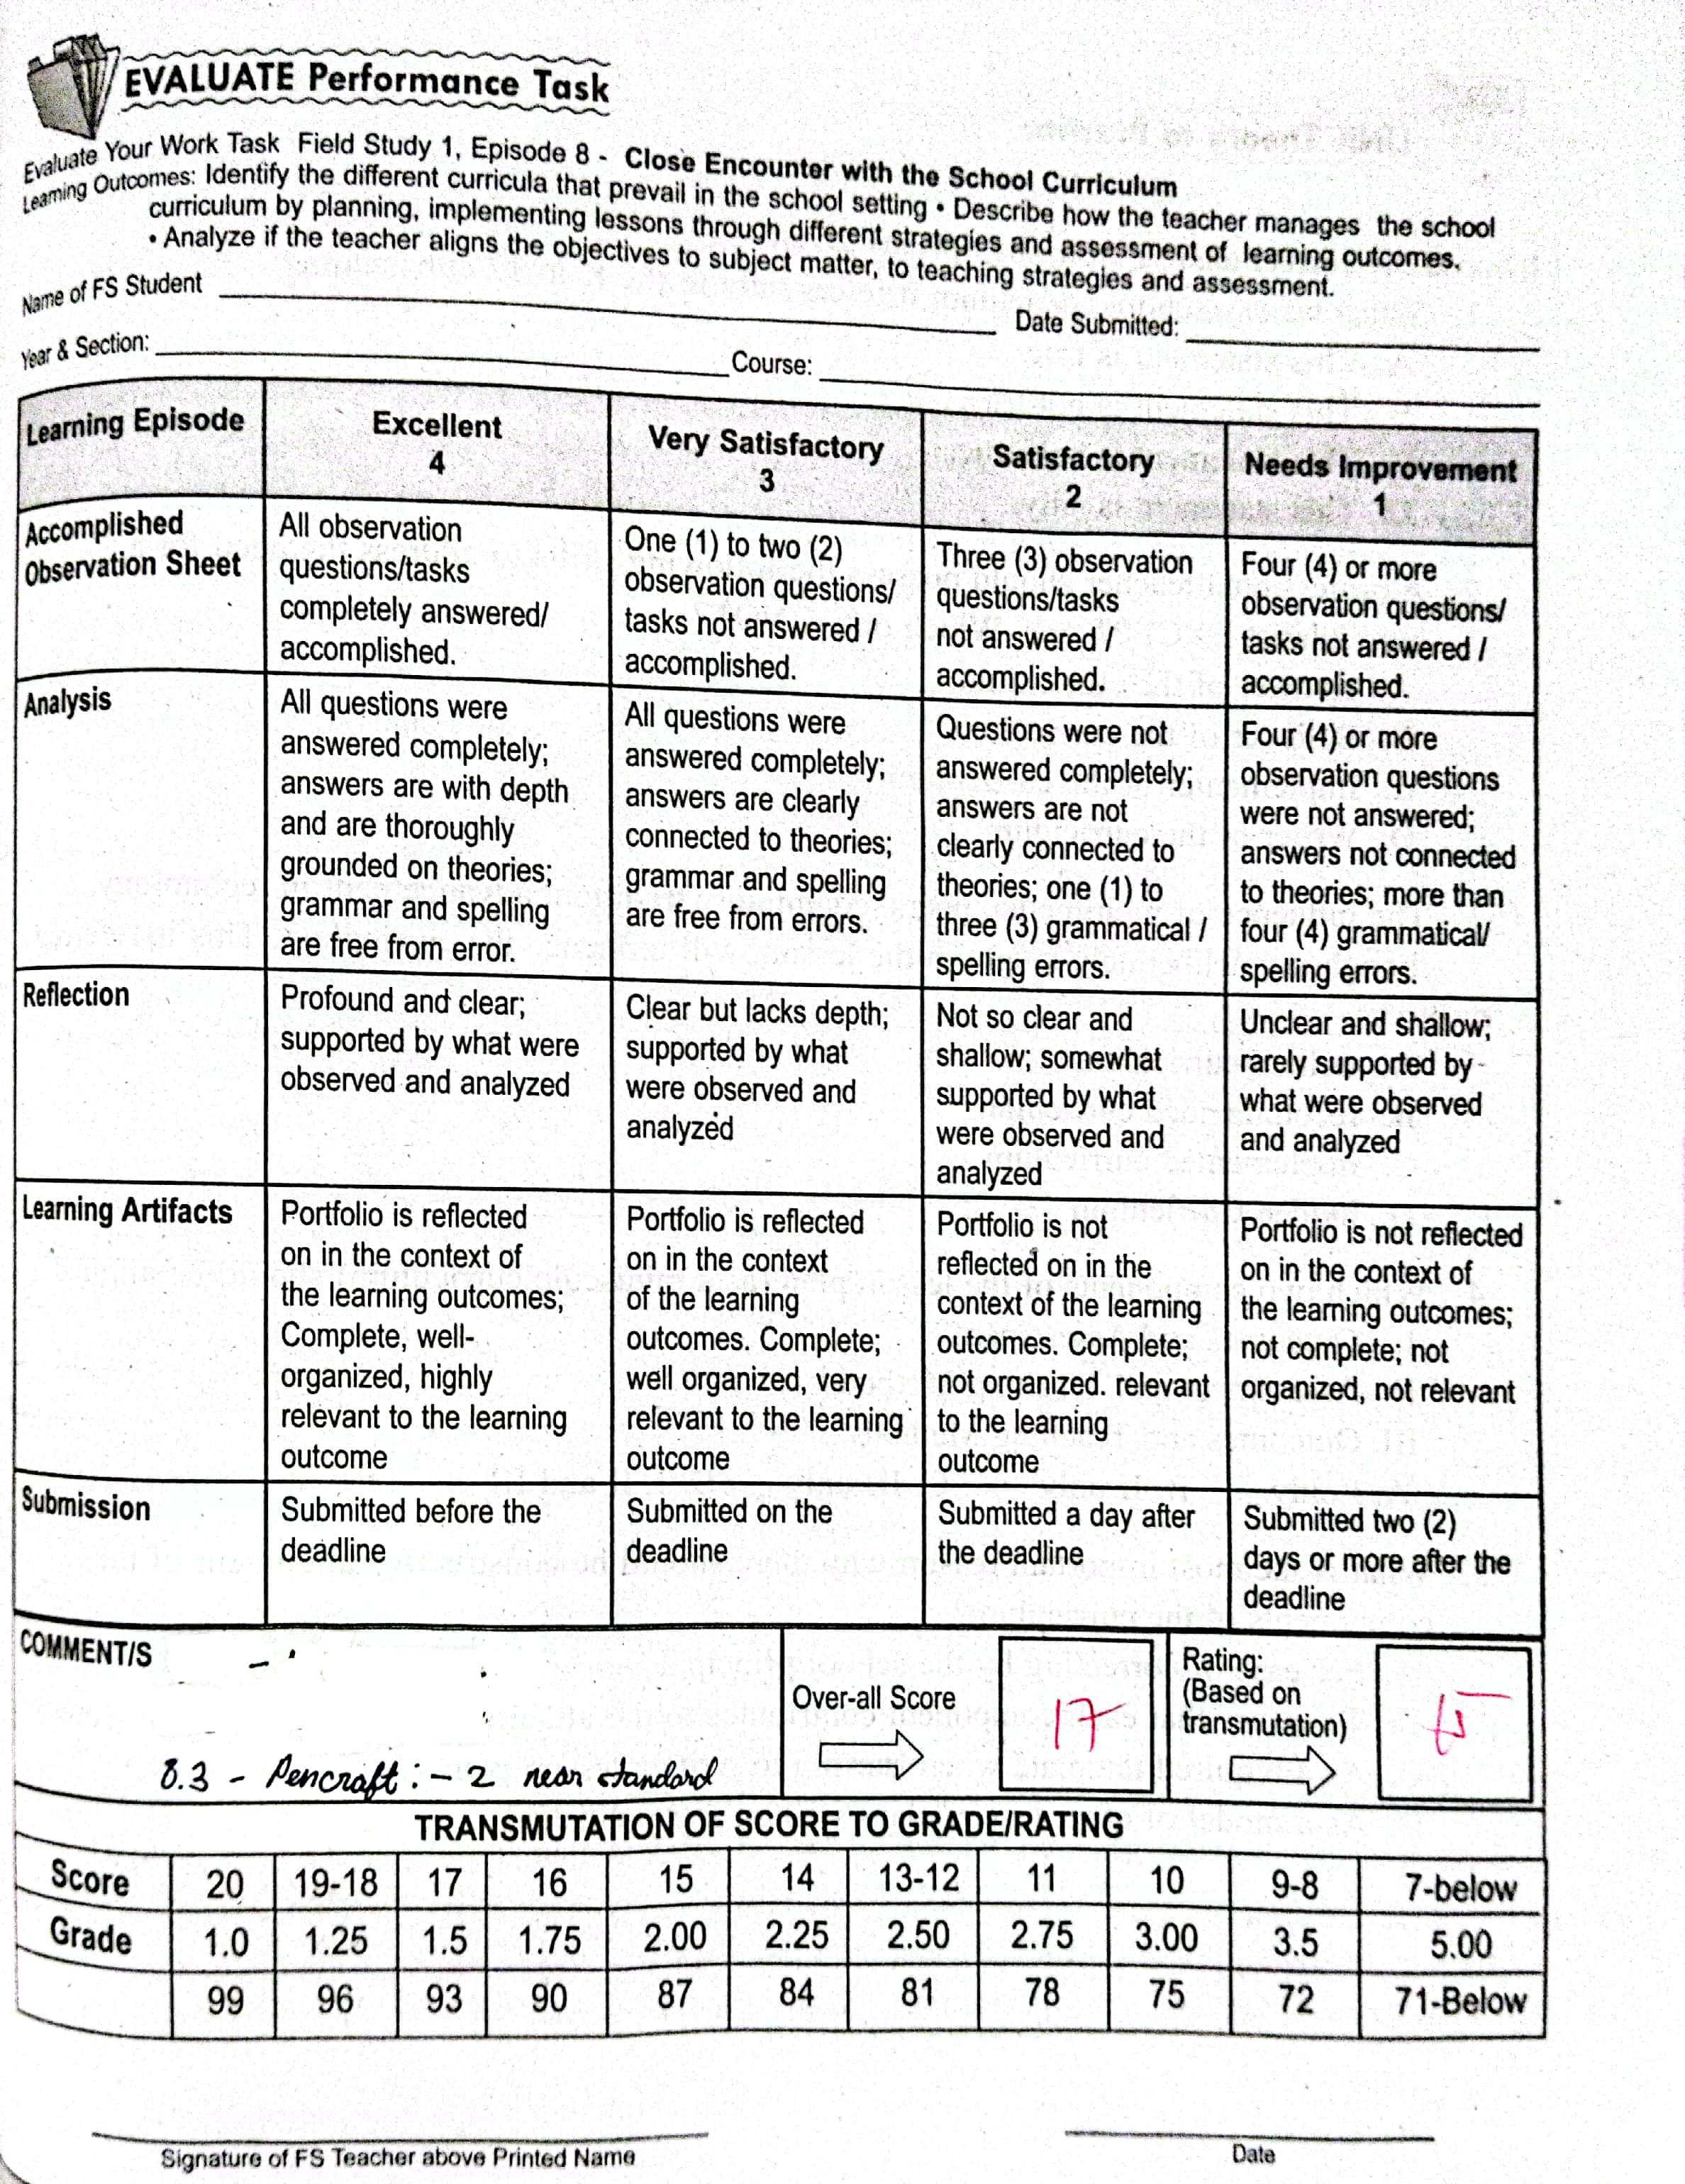 EVALUATE Performance Task
Evaluate Your Work Task Field Study 1, Episode 8 - Close Encounter with the School Curriculum
Learning Outcomes: Identify the different curricula that prevail in the school setting • Describe how the teacher manages the school
curriculum by planning, implementing lessons through different strategies and assessment of learning outcomes.
• Analyze if the teacher aligns the objectives to subject matter, to teaching strategies and assessment.
Name of FS Student Date Submitted:
Year & Section: Course:
Learning Episode
Excellent
4
Very Satisfactory
3
Satisfactory
2
Needs Improvement
1
Accomplished
Observation Sheet
All observation
questions/tasks
completely answered/
accomplished.
One (1) to two (2)
observation questions/
tasks not answered /
accomplished.
Three (3) observation
questions/tasks
not answered /
accomplished.
Four (4) or more
observation questions/
tasks not answered /
accomplished.
Analysis
All questions were
answered completely;
answers are with depth
and are thoroughly
grounded on theories;
grammar and spelling
are free from error.
All questions were
answered completely;
answers are clearly
connected to theories;
grammar and spelling
are free from errors.
Questions were not
answered completely;
answers are not
clearly connected to
theories; one (1) to
three (3) grammatical /
spelling errors.
Four (4) or more
observation questions
were not answered;
answers not connected
to theories; more than
four (4) grammatical/
spelling errors.
Reflection
Profound and clear;
supported by what were
observed and analyzed
Clear but lacks depth;
supported by what
were observed and
analyzed
Not so clear and
shallow; somewhat
supported by what
were observed and
analyzed
Unclear and shallow;
rarely supported by
what were observed
and analyzed
Learning Artifacts
Portfolio is reflected
on in the context of
the learning outcomes;
Complete, well-
organized, highly
relevant to the learning
outcome
Portfolio is reflected
on in the context
of the learning
outcomes. Complete;
well organized, very
relevant to the learning
outcome
Portfolio is not
reflected on in the
context of the learning
outcomes. Complete;
not organized. relevant
to the learning
outcome
Portfolio is not reflected
on in the context of
the learning outcomes;
not complete; not
organized, not relevant
Submission
Submitted before the
deadline
Submitted on the
deadline
Submitted a day after
the deadline
Submitted two (2)
days or more after the
deadline
COMMENT/S
8.3 - Pencraft : - 2 near standard
Over-all Score
17
Rating:
(Based on
transmutation)
TRANSMUTATION OF SCORE TO GRADE/RATING
Score 20 19-18 17 16 15 14 13-12 11 10 9-8 7-below
Grade 1.0 1.25 1.5 1.75 2.00 2.25 2.50 2.75 3.00 3.5 5.00
99 96 93 90 87 84 81 78 75 72 71-Below
Signature of FS Teacher above Printed Name
Date